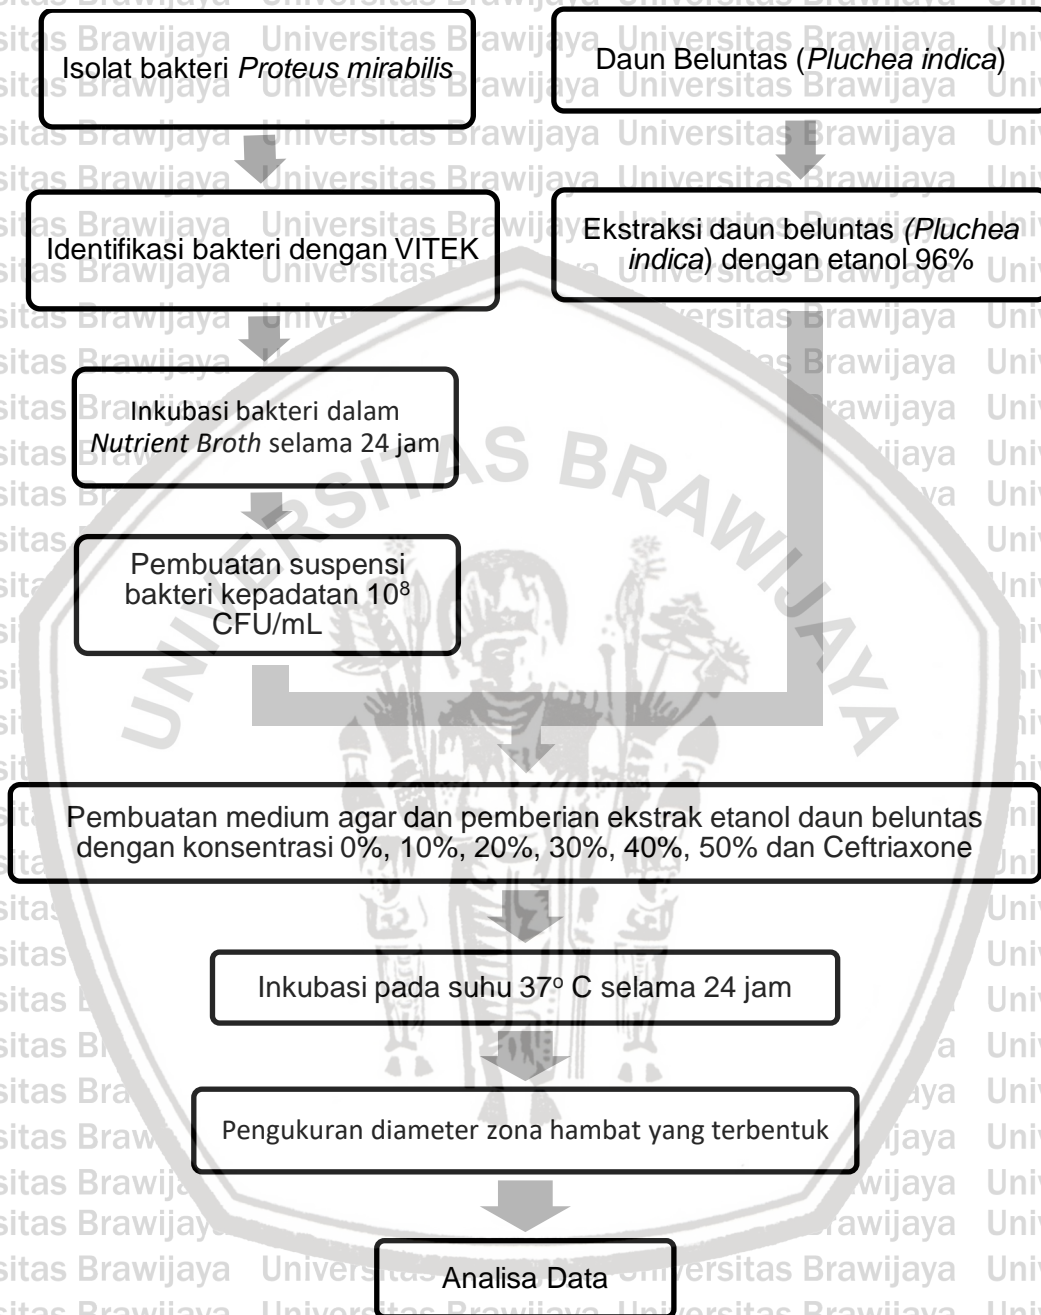 Isolat bakteri Proteus mirabilis
Daun Beluntas (Pluchea indica)
Identifikasi bakteri dengan VITEK
Ekstraksi daun beluntas (Pluchea
indica) dengan etanol 96%
Inkubasi bakteri dalam
Nutrient Broth selama 24 jam
Pembuatan suspensi
bakteri kepadatan 10⁸
CFU/mL
UNIVERSITAS BRAWIJAYA
Pembuatan medium agar dan pemberian ekstrak etanol daun beluntas
dengan konsentrasi 0%, 10%, 20%, 30%, 40%, 50% dan Ceftriaxone
Inkubasi pada suhu 37º C selama 24 jam
Pengukuran diameter zona hambat yang terbentuk
Analisa Data